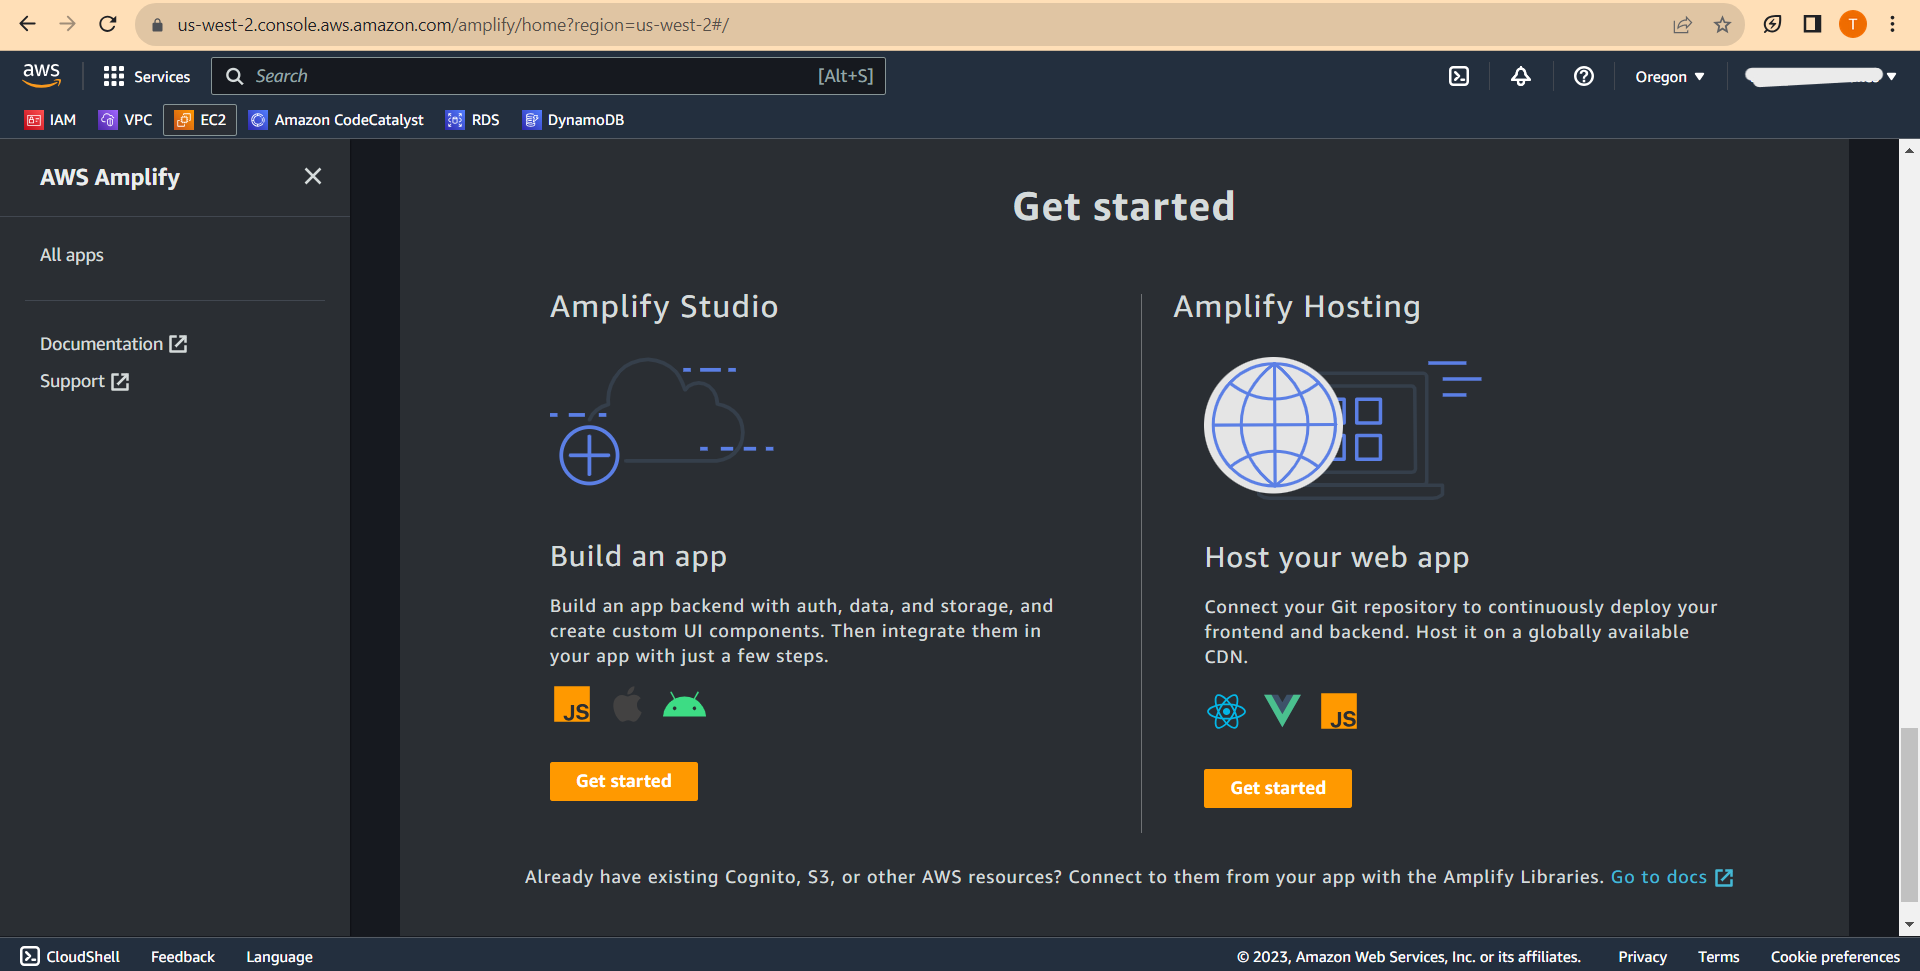 us-west-2.console.aws.amazon.com/amplify/home?region=us-west-2#/
T
aws
Services
Search
[Alt+S]
Oregon
IAM
VPC
EC2
Amazon CodeCatalyst
RDS
DynamoDB
AWS Amplify
All apps
Documentation
Support
Get started
Amplify Studio
Build an app
Build an app backend with auth, data, and storage, and
create custom UI components. Then integrate them in
your app with just a few steps.
JS
Get started
Amplify Hosting
Host your web app
Connect your Git repository to continuously deploy your
frontend and backend. Host it on a globally available
CDN.
JS
Get started
Already have existing Cognito, S3, or other AWS resources? Connect to them from your app with the Amplify Libraries. Go to docs
CloudShell
Feedback
Language
© 2023, Amazon Web Services, Inc. or its affiliates.
Privacy
Terms
Cookie preferences